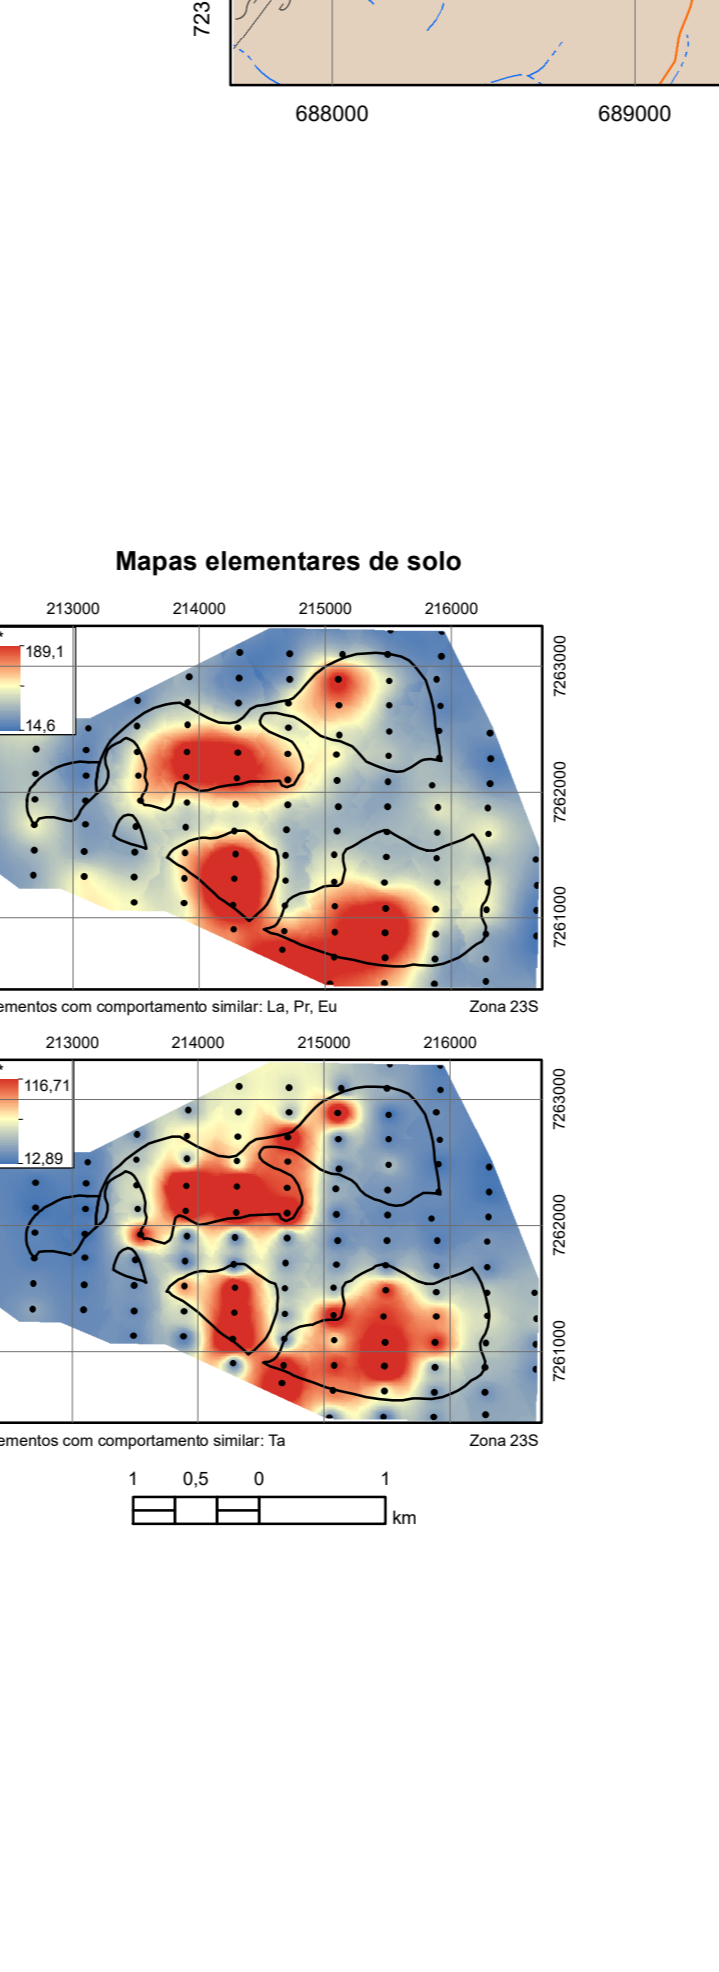 723
688000 689000
Mapas elementares de solo
213000 214000 215000 216000
*
189,1
14,6
7263000
7262000
7261000
ementos com comportamento similar: La, Pr, Eu Zona 23S
213000 214000 215000 216000
*
116,71
12,89
7263000
7262000
7261000
ementos com comportamento similar: Ta Zona 23S
1 0,5 0 1
km